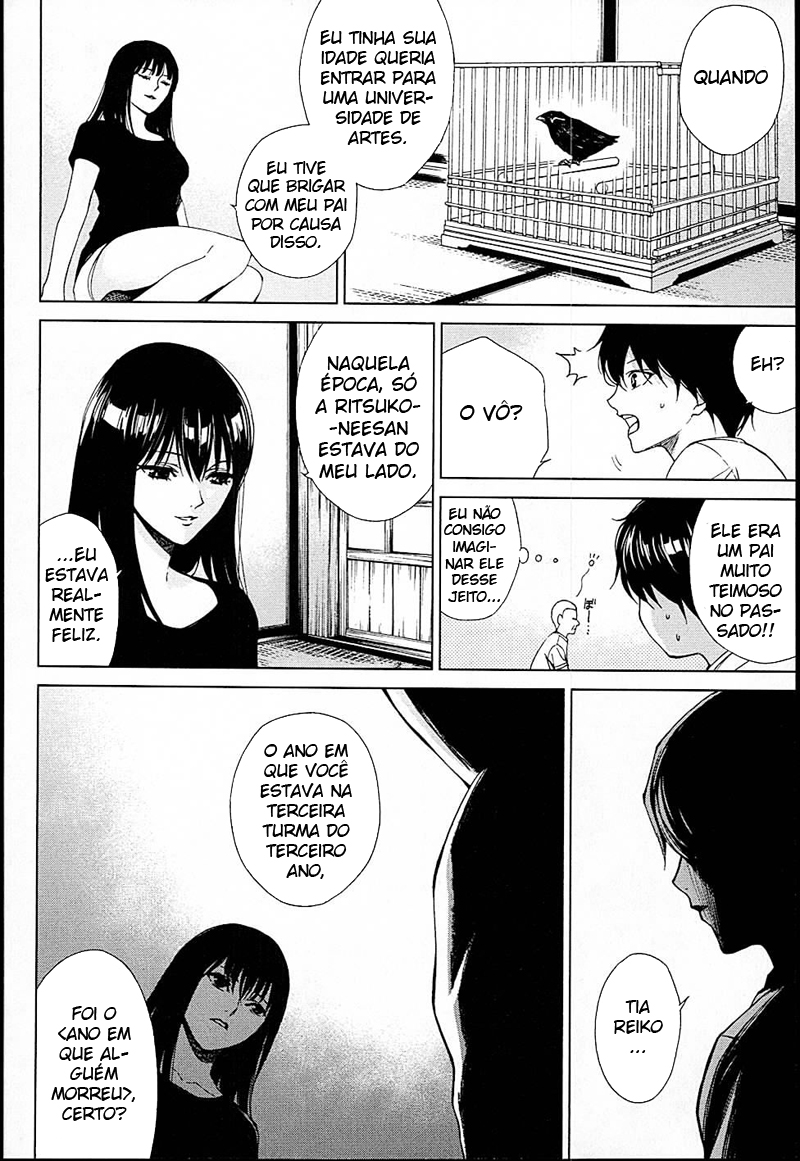 QUANDO
EU TINHA SUA
IDADE QUERIA
ENTRAR PARA
UMA UNIVER-
SIDADE DE
ARTES.
EU TIVE
QUE BRIGAR
COM MEU PAI
POR CAUSA
DISSO.
EH?
O VÔ?
ELE ERA
UM PAI
MUITO
TEIMOSO
NO PAS-
SADO!!
EU NÃO
CONSIGO
IMAGI-
NAR ELE
DESSE
JEITO...
ぼー…
NAQUELA
ÉPOCA, SÓ
A RITSUKO-
-NEESAN
ESTAVA DO
MEU LADO.
...EU
ESTAVA
REAL-
MENTE
FELIZ.
TIA
REIKO
...
O ANO EM
QUE VOCÊ
ESTAVA NA
TERCEIRA
TURMA DO
TERCEIRO
ANO,
FOI O
<ANO EM
QUE AL-
GUÉM
MORREU>,
CERTO?